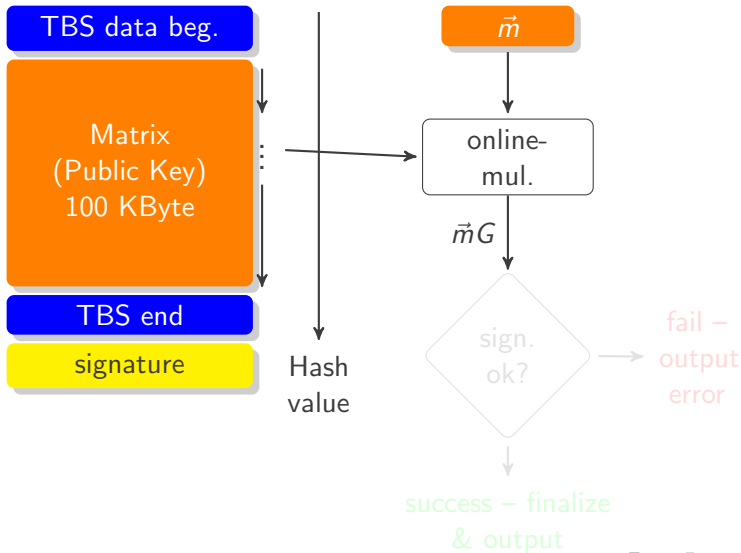 TBS data beg.
Matrix
(Public Key)
100 KByte
⋮
TBS end
signature
Hash
value
m⃗
online-
mul.
m⃗G
sign.
ok?
fail –
output
error
success – finalize
& output